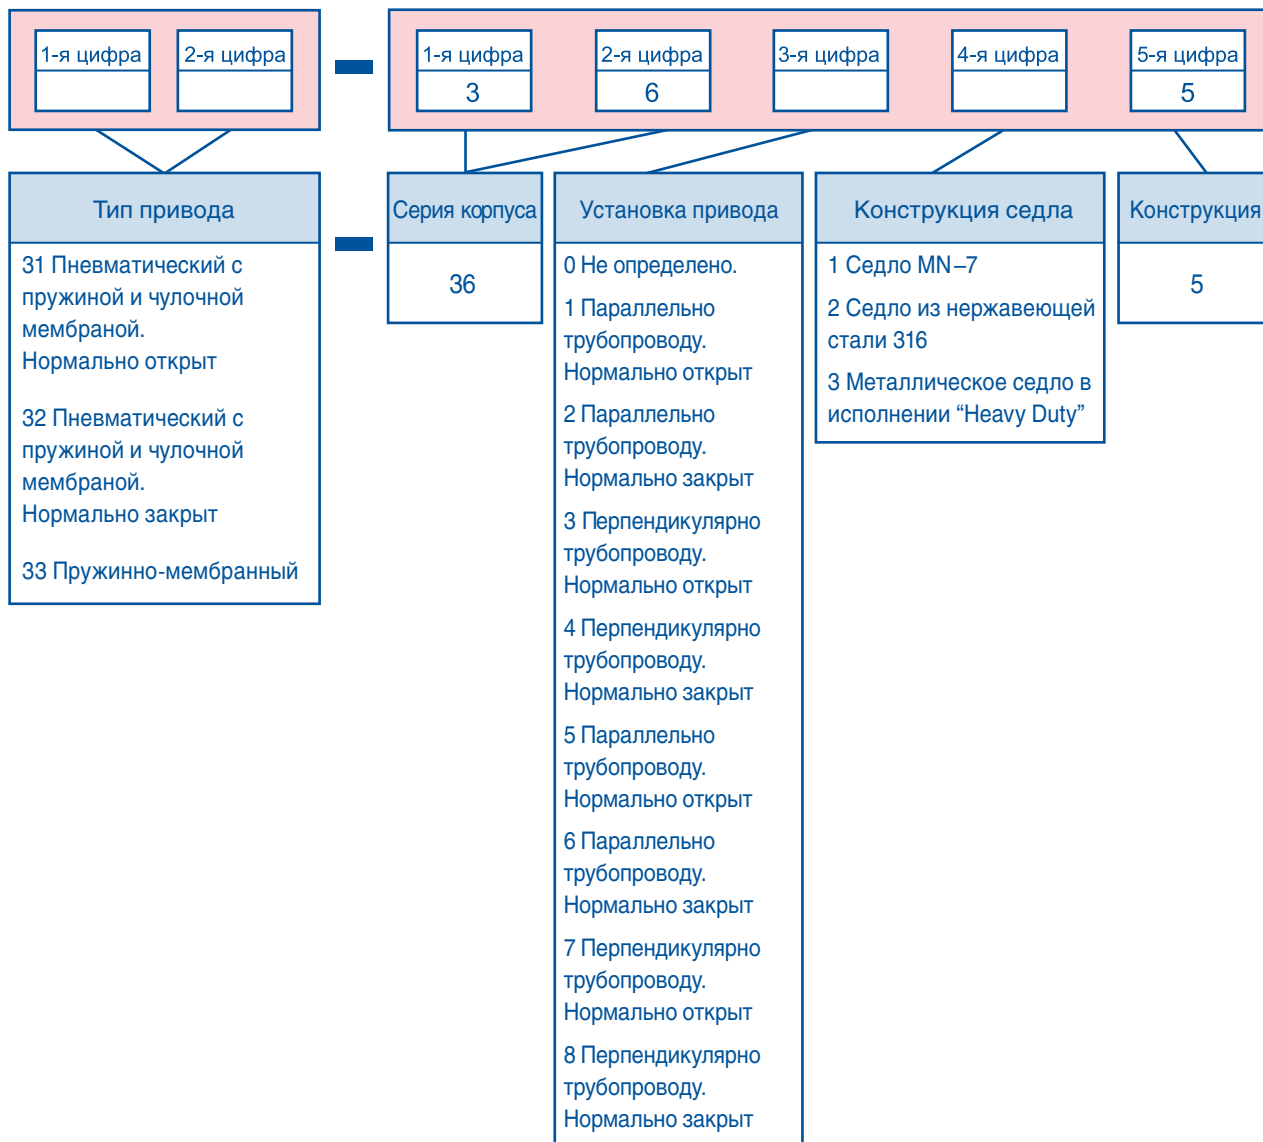 1-я цифра
2-я цифра
1-я цифра
3
2-я цифра
6
3-я цифра
4-я цифра
5-я цифра
5
Тип привода
31 Пневматический с
пружиной и чулочной
мембраной.
Нормально открыт
32 Пневматический с
пружиной и чулочной
мембраной.
Нормально закрыт
33 Пружинно-мембранный
Серия корпуса
36
Установка привода
0 Не определено.
1 Параллельно
трубопроводу.
Нормально открыт
2 Параллельно
трубопроводу.
Нормально закрыт
3 Перпендикулярно
трубопроводу.
Нормально открыт
4 Перпендикулярно
трубопроводу.
Нормально закрыт
5 Параллельно
трубопроводу.
Нормально открыт
6 Параллельно
трубопроводу.
Нормально закрыт
7 Перпендикулярно
трубопроводу.
Нормально открыт
8 Перпендикулярно
трубопроводу.
Нормально закрыт
Конструкция седла
1 Седло MN–7
2 Седло из нержавеющей
стали 316
3 Металлическое седло в
исполнении “Heavy Duty”
Конструкция
5